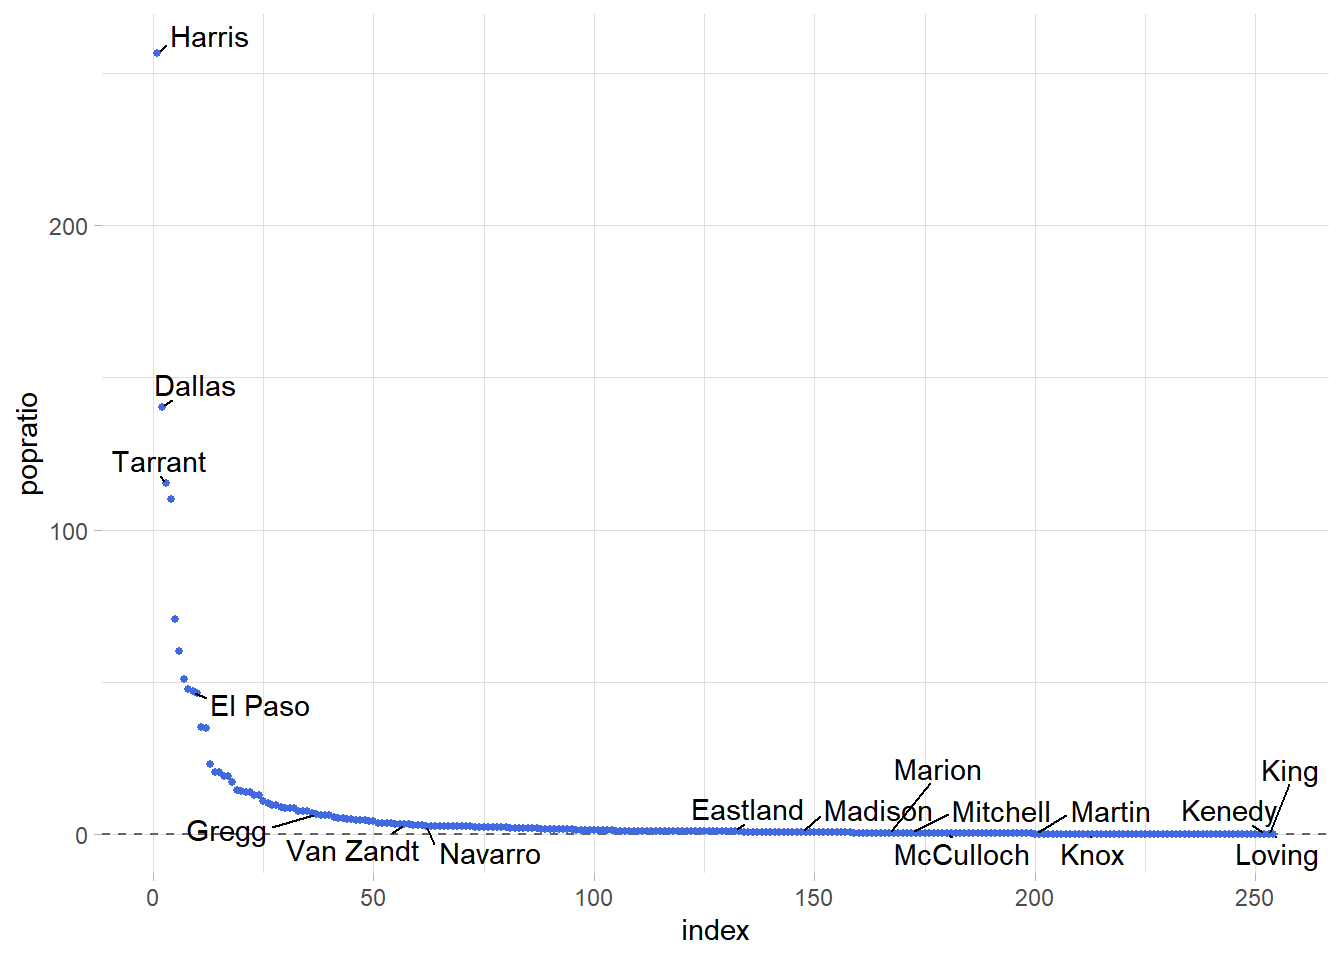 Harris
Dallas
Tarrant
El Paso
Gregg
Van Zandt
Navarro
Eastland
Madison
Marion
Mitchell
McCulloch
Martin
Knox
Kenedy
King
Loving
popratio
200
100
0
0
50
100
150
200
250
index